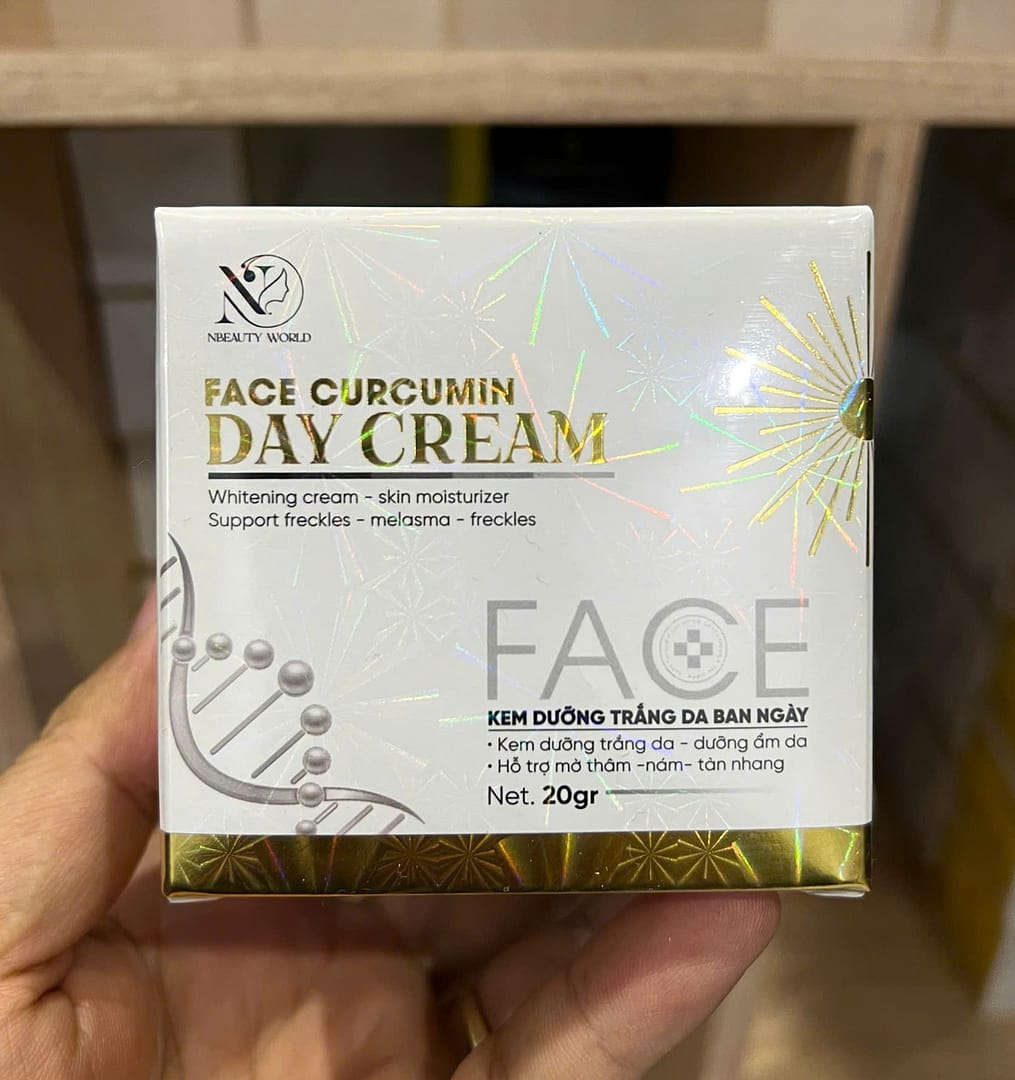 NBEAUTY WORLD
FACE CURCUMIN
DAY CREAM
Whitening cream - skin moisturizer
Support freckles - melasma - freckles
FACE
KEM DƯỠNG TRẮNG DA BAN NGÀY
• Kem dưỡng trắng da - dưỡng ẩm da
• Hỗ trợ mờ thâm -nám- tàn nhang
Net. 20gr